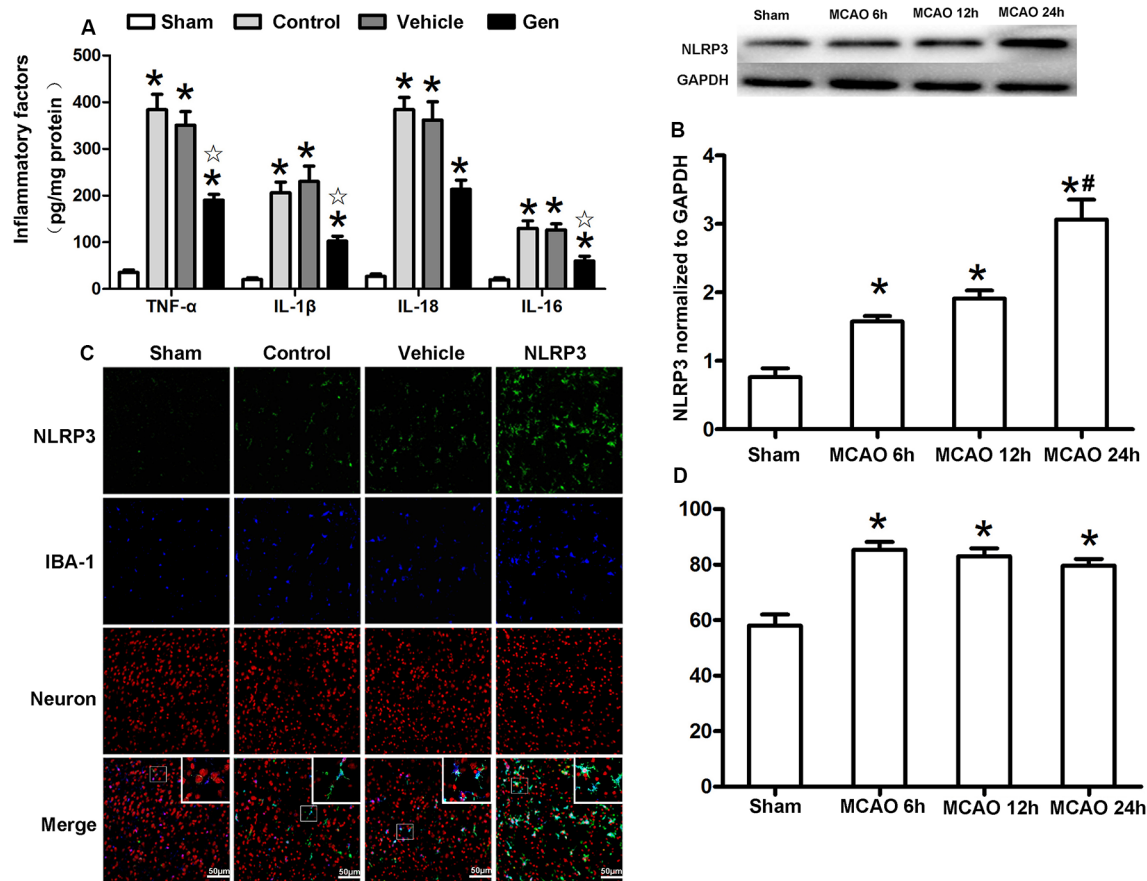 A
Sham Control Vehicle Gen
Inflammatory factors
（pg/mg protein）
500
400
300
200
100
0
* * ☆ *
* * ☆ *
* * *
* * ☆ *
TNF-α IL-1β IL-18 IL-16
Sham MCAO 6h MCAO 12h MCAO 24h
NLRP3
GAPDH
B
NLRP3 normalized to GAPDH
4
3
2
1
0
* * *#
Sham MCAO 6h MCAO 12h MCAO 24h
C
Sham Control Vehicle NLRP3
NLRP3
IBA-1
Neuron
Merge
50μm 50μm 50μm 50μm
D
100
80
60
40
20
0
* * *
Sham MCAO 6h MCAO 12h MCAO 24h